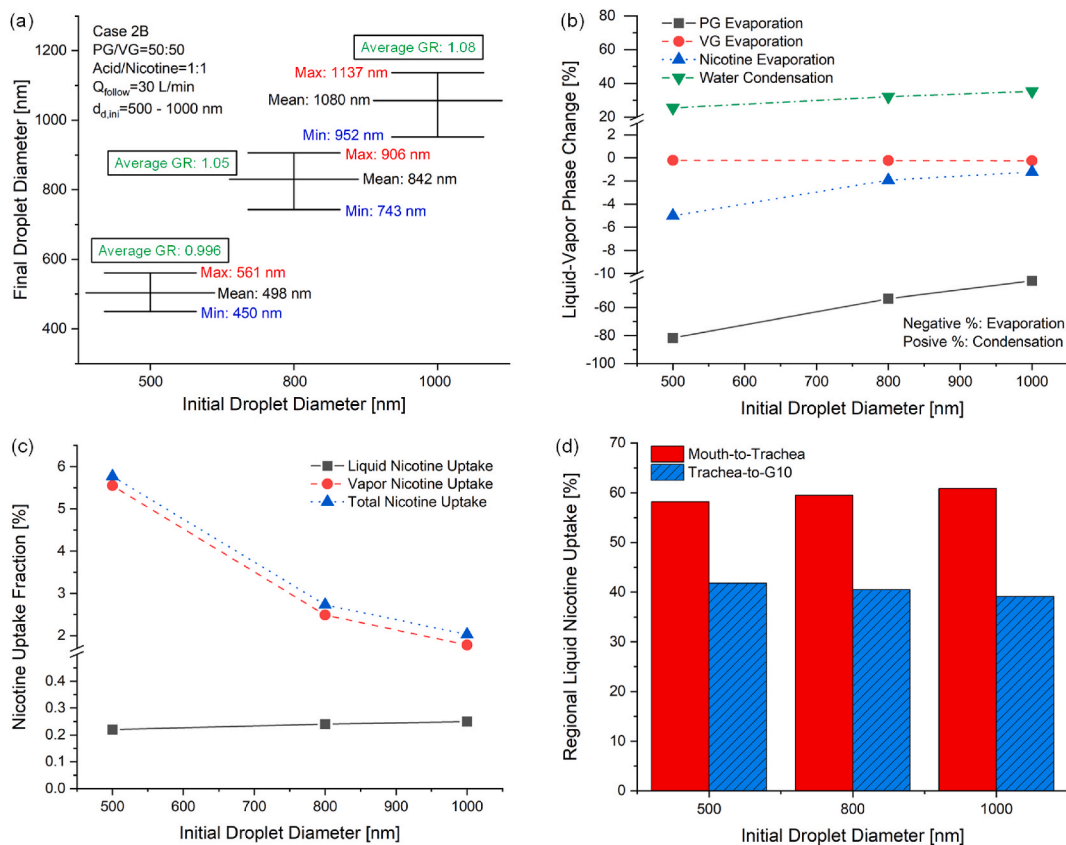 (a)
Case 2B
PG/VG=50:50
Acid/Nicotine=1:1
Qfollow=30 L/min
dd,ini=500 - 1000 nm
Average GR: 1.08
Max: 1137 nm
Mean: 1080 nm
Min: 952 nm
Average GR: 1.05
Max: 906 nm
Mean: 842 nm
Min: 743 nm
Average GR: 0.996
Max: 561 nm
Mean: 498 nm
Min: 450 nm
Final Droplet Diameter [nm]
1200
1000
800
600
400
500
800
1000
Initial Droplet Diameter [nm]
(b)
PG Evaporation
VG Evaporation
Nicotine Evaporation
Water Condensation
Liquid-Vapor Phase Change [%]
80
60
40
20
2
0
-2
-4
-6
-8
-10
-60
-80
-100
Negative %: Evaporation
Posive %: Condensation
500
600
700
800
900
1000
Initial Droplet Diameter [nm]
(c)
Liquid Nicotine Uptake
Vapor Nicotine Uptake
Total Nicotine Uptake
Nicotine Uptake Fraction [%]
6
5
4
3
2
0.4
0.3
0.2
0.1
0.0
500
600
700
800
900
1000
Initial Droplet Diameter [nm]
(d)
Mouth-to-Trachea
Trachea-to-G10
Regional Liquid Nicotine Uptake [%]
70
60
50
40
30
20
10
0
500
800
1000
Initial Droplet Diameter [nm]